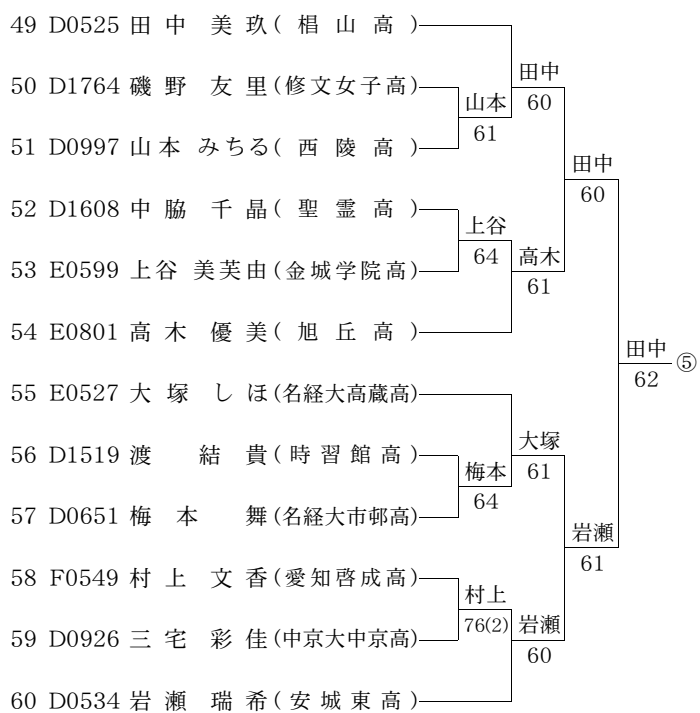 49 D0525 田中 美玖(椙山高)
田中
50 D1764 磯野 友里(修文女子高)
60
山本
61
51 D0997 山本 みちる(西陵高)
田中
60
52 D1608 中脇 千晶(聖霊高)
上谷
64
53 E0599 上谷 美芙由(金城学院高)
高木
61
54 E0801 高木 優美(旭丘高)
田中 ⑤
62
55 E0527 大塚 しほ(名経大高蔵高)
大塚
56 D1519 渡 結貴(時習館高)
61
梅本
64
57 D0651 梅本 舞(名経大市邨高)
岩瀬
61
58 F0549 村上 文香(愛知啓成高)
村上
76(2)
59 D0926 三宅 彩佳(中京大中京高)
岩瀬
60
60 D0534 岩瀬 瑞希(安城東高)